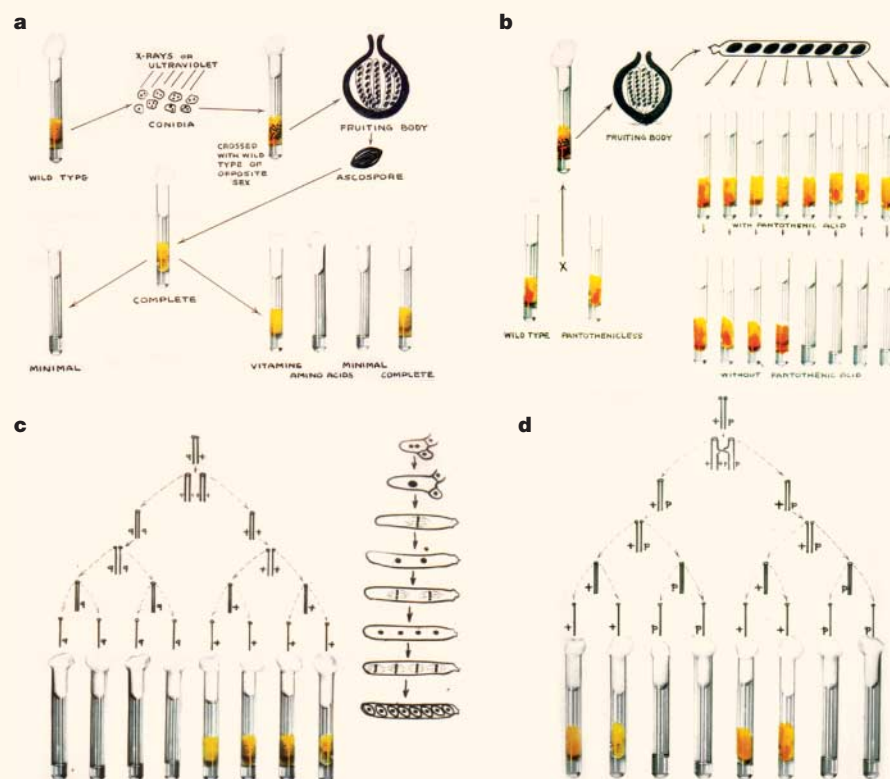 a
X-RAYS OR
ULTRAVIOLET
CONIDIA
WILD TYPE
CROSSED
WITH WILD
TYPE OF
OPPOSITE
SEX
FRUITING BODY
ASCOSPORE
COMPLETE
MINIMAL
VITAMINS
AMINO ACIDS
MINIMAL
COMPLETE
b
FRUITING BODY
WITH PANTOTHENIC ACID
X
WILD TYPE PANTOTHENICLESS
WITHOUT PANTOTHENIC ACID
c
+
+
+
+
+
+ + + +
d
+ P
+ P
+ P
+ P + P
+ P + P
+ + P P + + P P